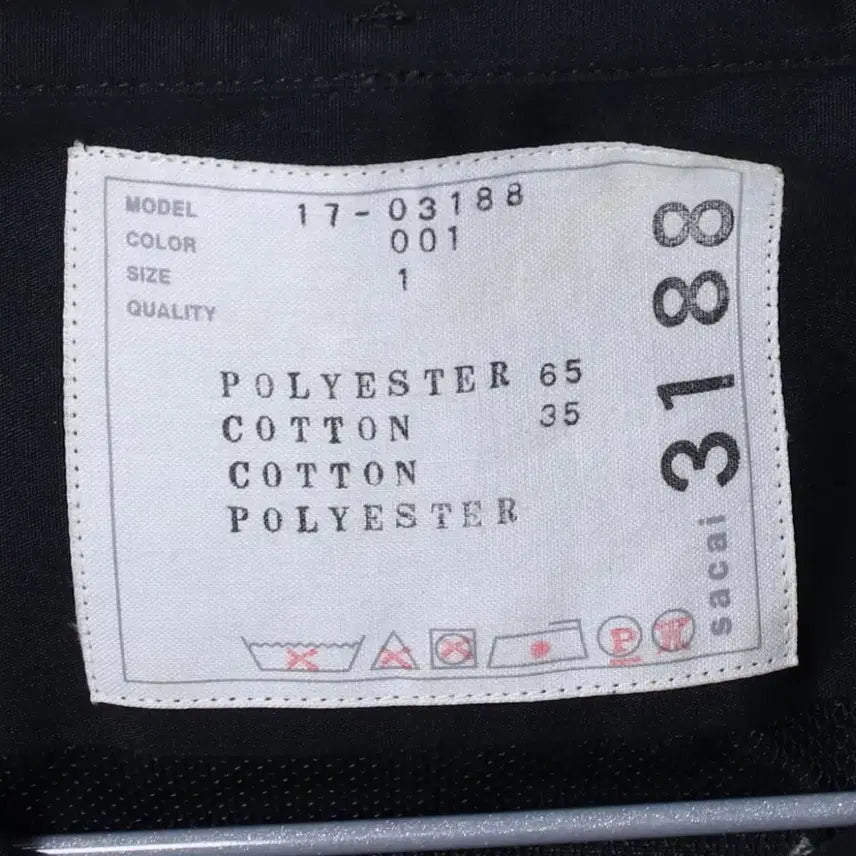 MODEL 17-03188
COLOR 001
SIZE 1
QUALITY
POLYESTER 65
COTTON 35
COTTON
POLYESTER
sacai 3188
P
W